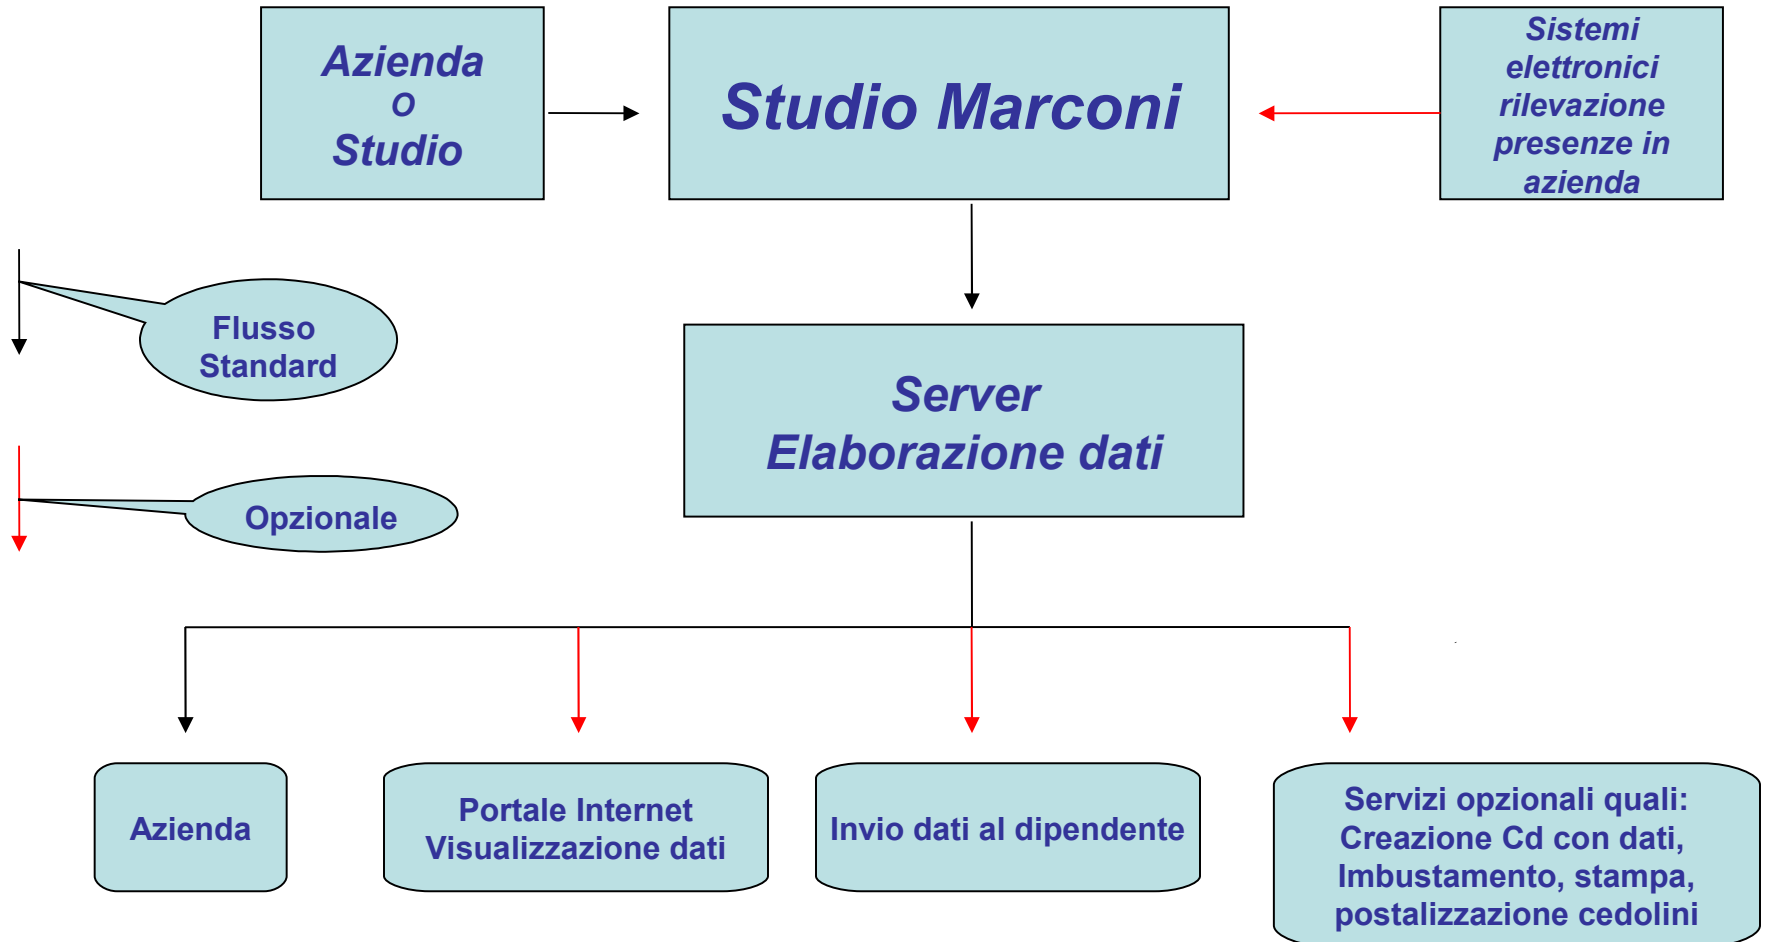 Azienda
O
Studio
Studio Marconi
Sistemi
elettronici
rilevazione
presenze in
azienda
Flusso
Standard
Server
Elaborazione dati
Opzionale
Azienda
Portale Internet
Visualizzazione dati
Invio dati al dipendente
Servizi opzionali quali:
Creazione Cd con dati,
Imbustamento, stampa,
postalizzazione cedolini